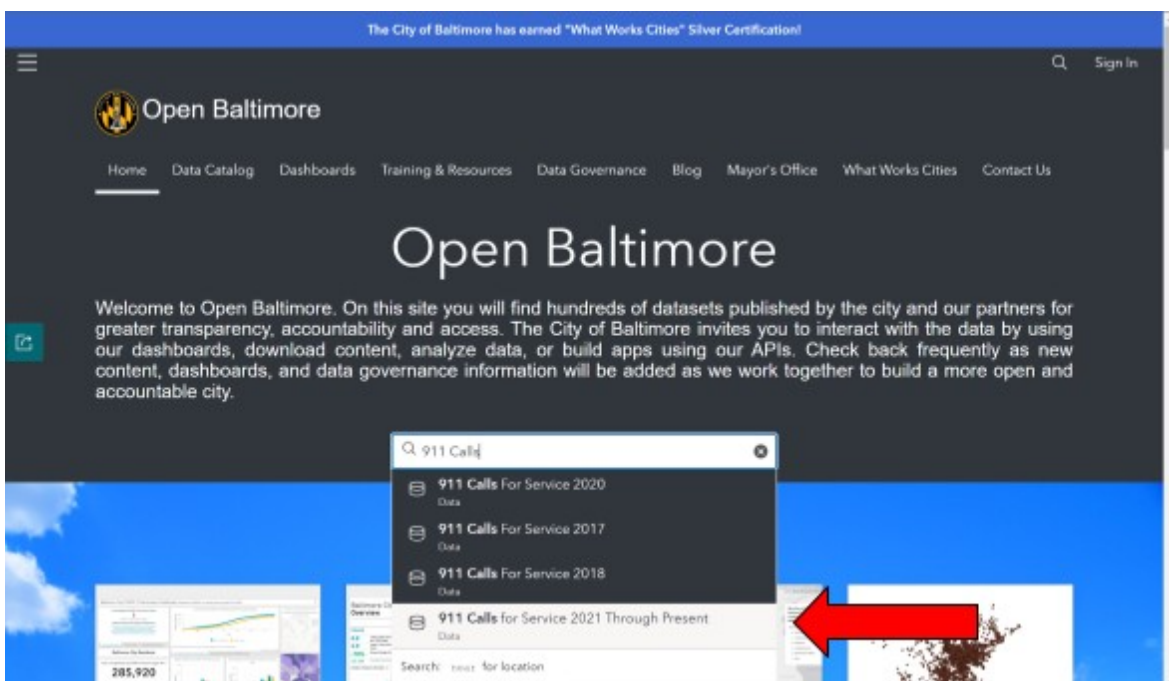 The City of Baltimore has earned "What Works Cities" Silver Certification!
Sign In
Open Baltimore
Home Data Catalog Dashboards Training & Resources Data Governance Blog Mayor's Office What Works Cities Contact Us
Open Baltimore
Welcome to Open Baltimore. On this site you will find hundreds of datasets published by the city and our partners for
greater transparency, accountability and access. The City of Baltimore invites you to interact with the data by using
our dashboards, download content, analyze data, or build apps using our APIs. Check back frequently as new
content, dashboards, and data governance information will be added as we work together to build a more open and
accountable city.
911 Calls
911 Calls For Service 2020
Data
911 Calls For Service 2017
Data
911 Calls For Service 2018
Data
911 Calls for Service 2021 Through Present
Data
Search: for location
Overview
285,920